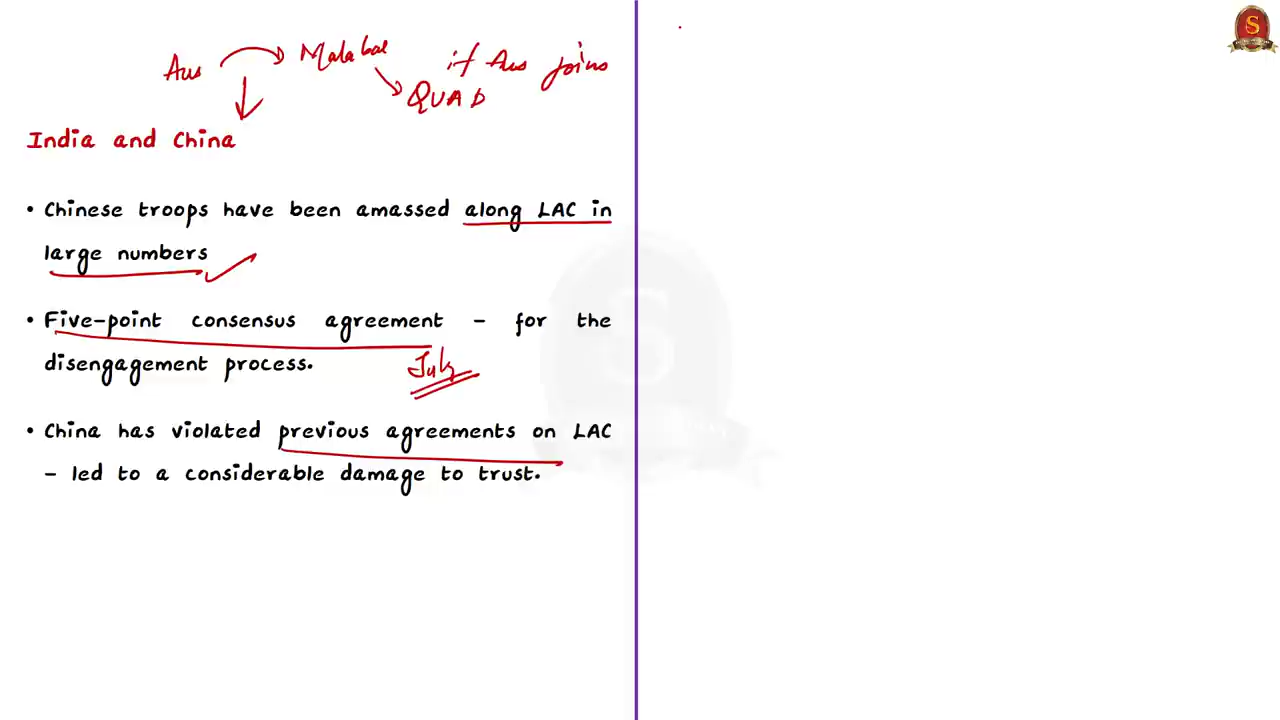 Aus Malabar if Aus joins
QUAD
India and China
• Chinese troops have been amassed along LAC in
large numbers
• Five-point consensus agreement – for the
disengagement process.
July
• China has violated previous agreements on LAC
– led to a considerable damage to trust.
S